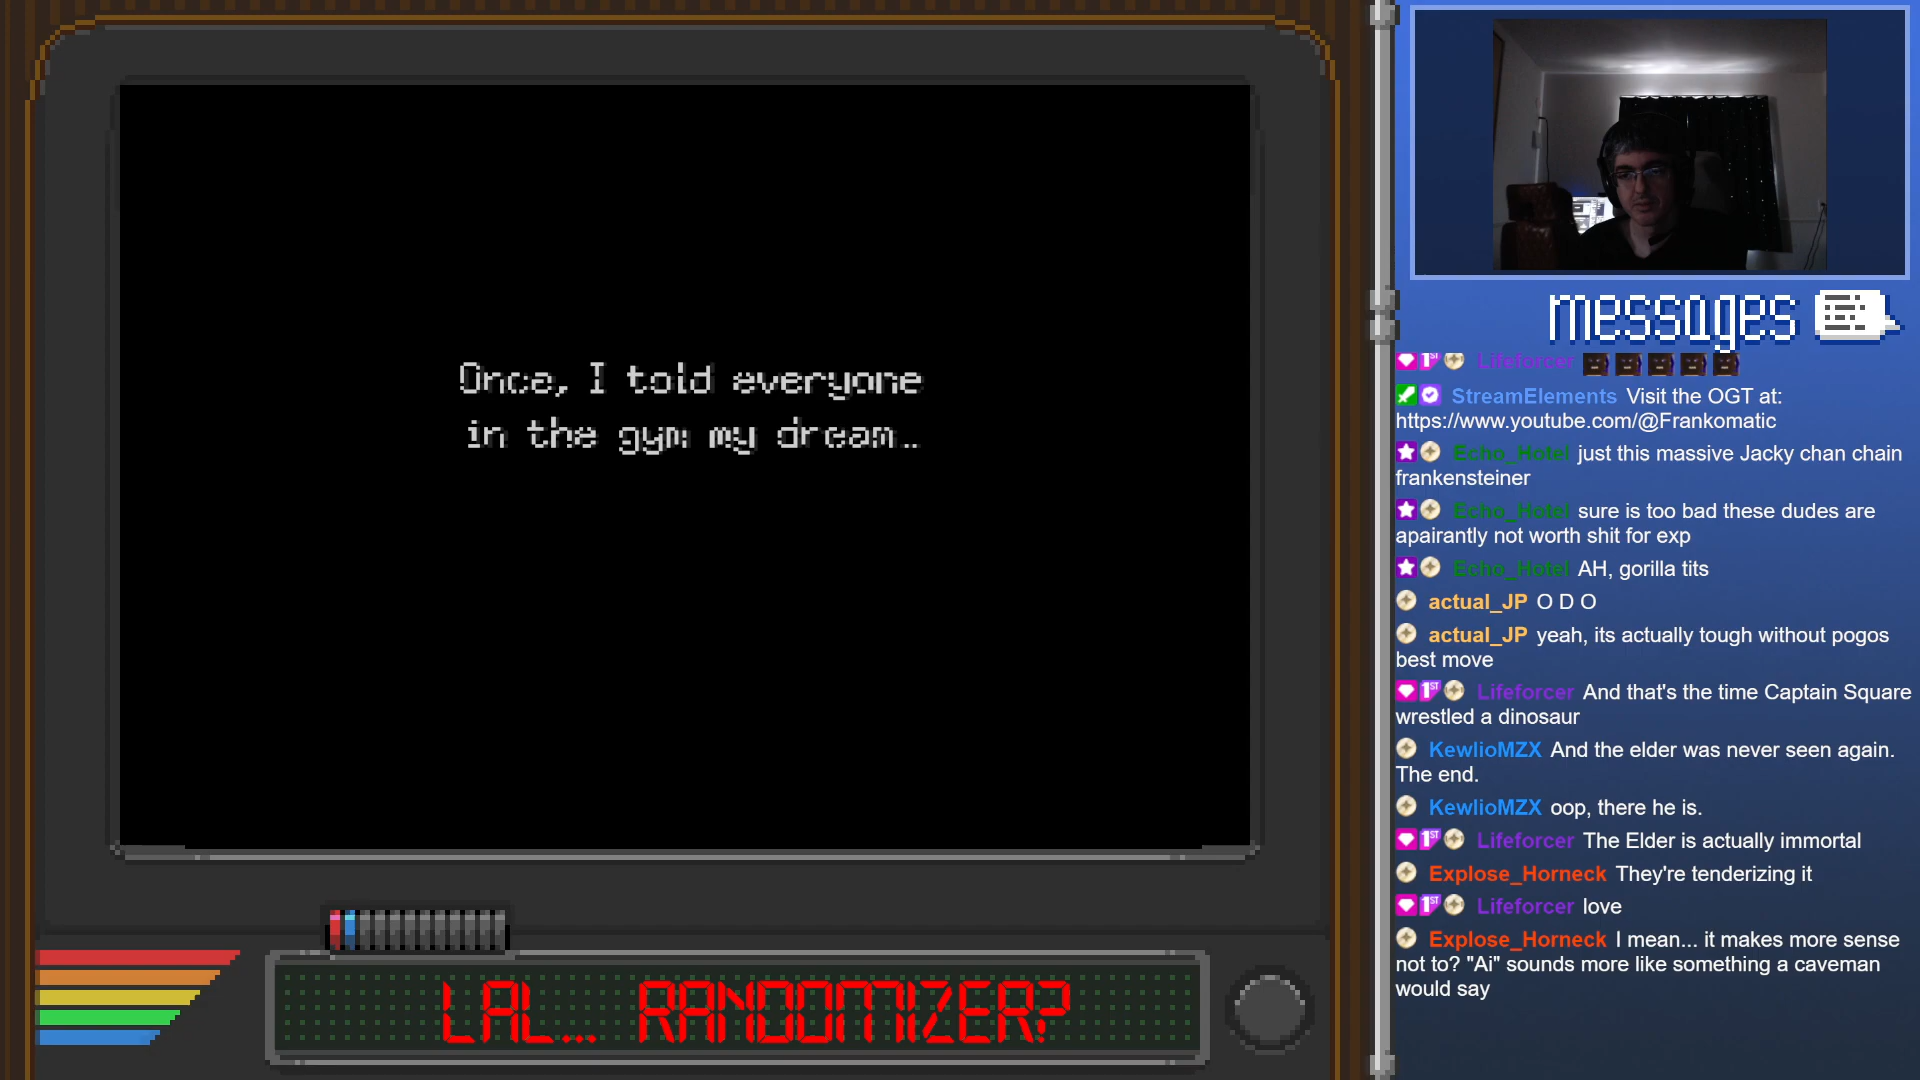 Once, I told everyone
in the gym my dream...
LAL... RANDOMIZER?
messages
Lifeforcer
StreamElements Visit the OGT at:
https://www.youtube.com/@Frankomatic
Echo_Hotel just this massive Jacky chan chain
frankensteiner
Echo_Hotel sure is too bad these dudes are
apairantly not worth shit for exp
Echo_Hotel AH, gorilla tits
actual_JP O D O
actual_JP yeah, its actually tough without pogos
best move
Lifeforcer And that's the time Captain Square
wrestled a dinosaur
KewlioMZX And the elder was never seen again.
The end.
KewlioMZX oop, there he is.
Lifeforcer The Elder is actually immortal
Explose_Horneck They're tenderizing it
Lifeforcer love
Explose_Horneck I mean... it makes more sense
not to? "Ai" sounds more like something a caveman
would say